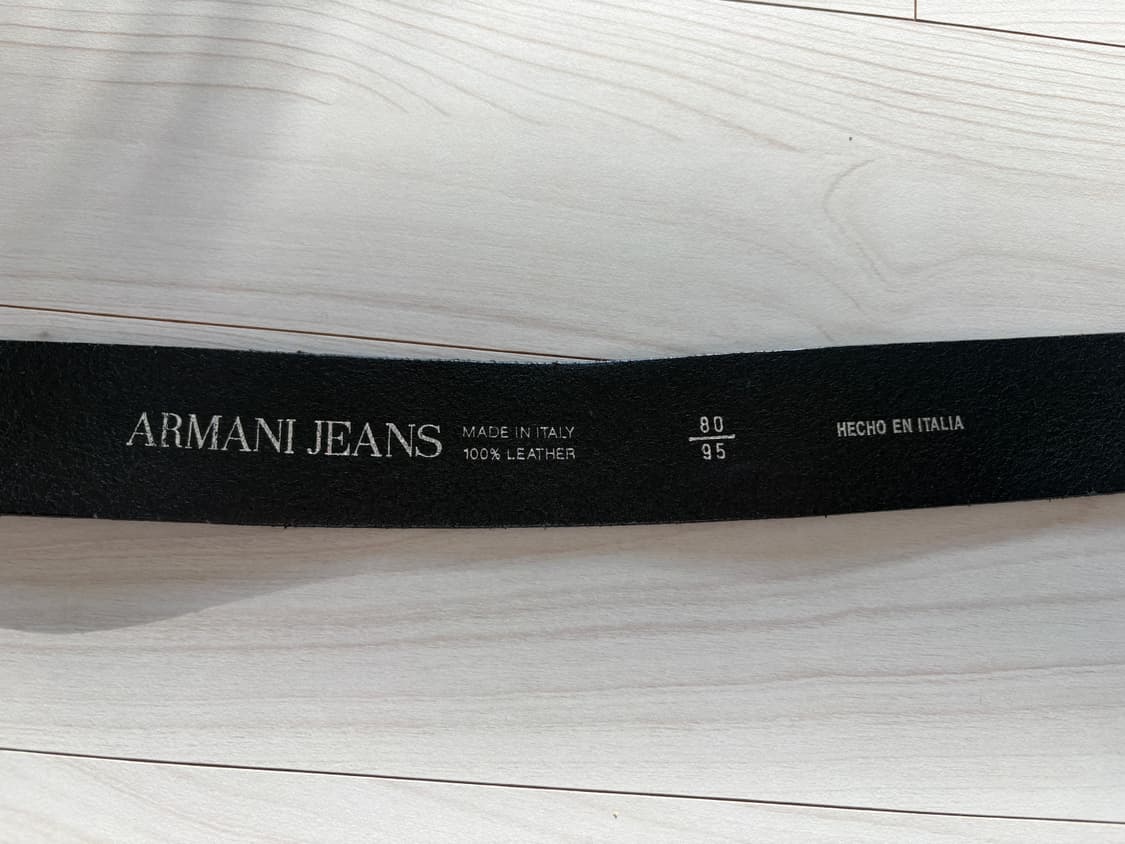 ARMANI JEANS
MADE IN ITALY
100% LEATHER
80
95
HECHO EN ITALIA